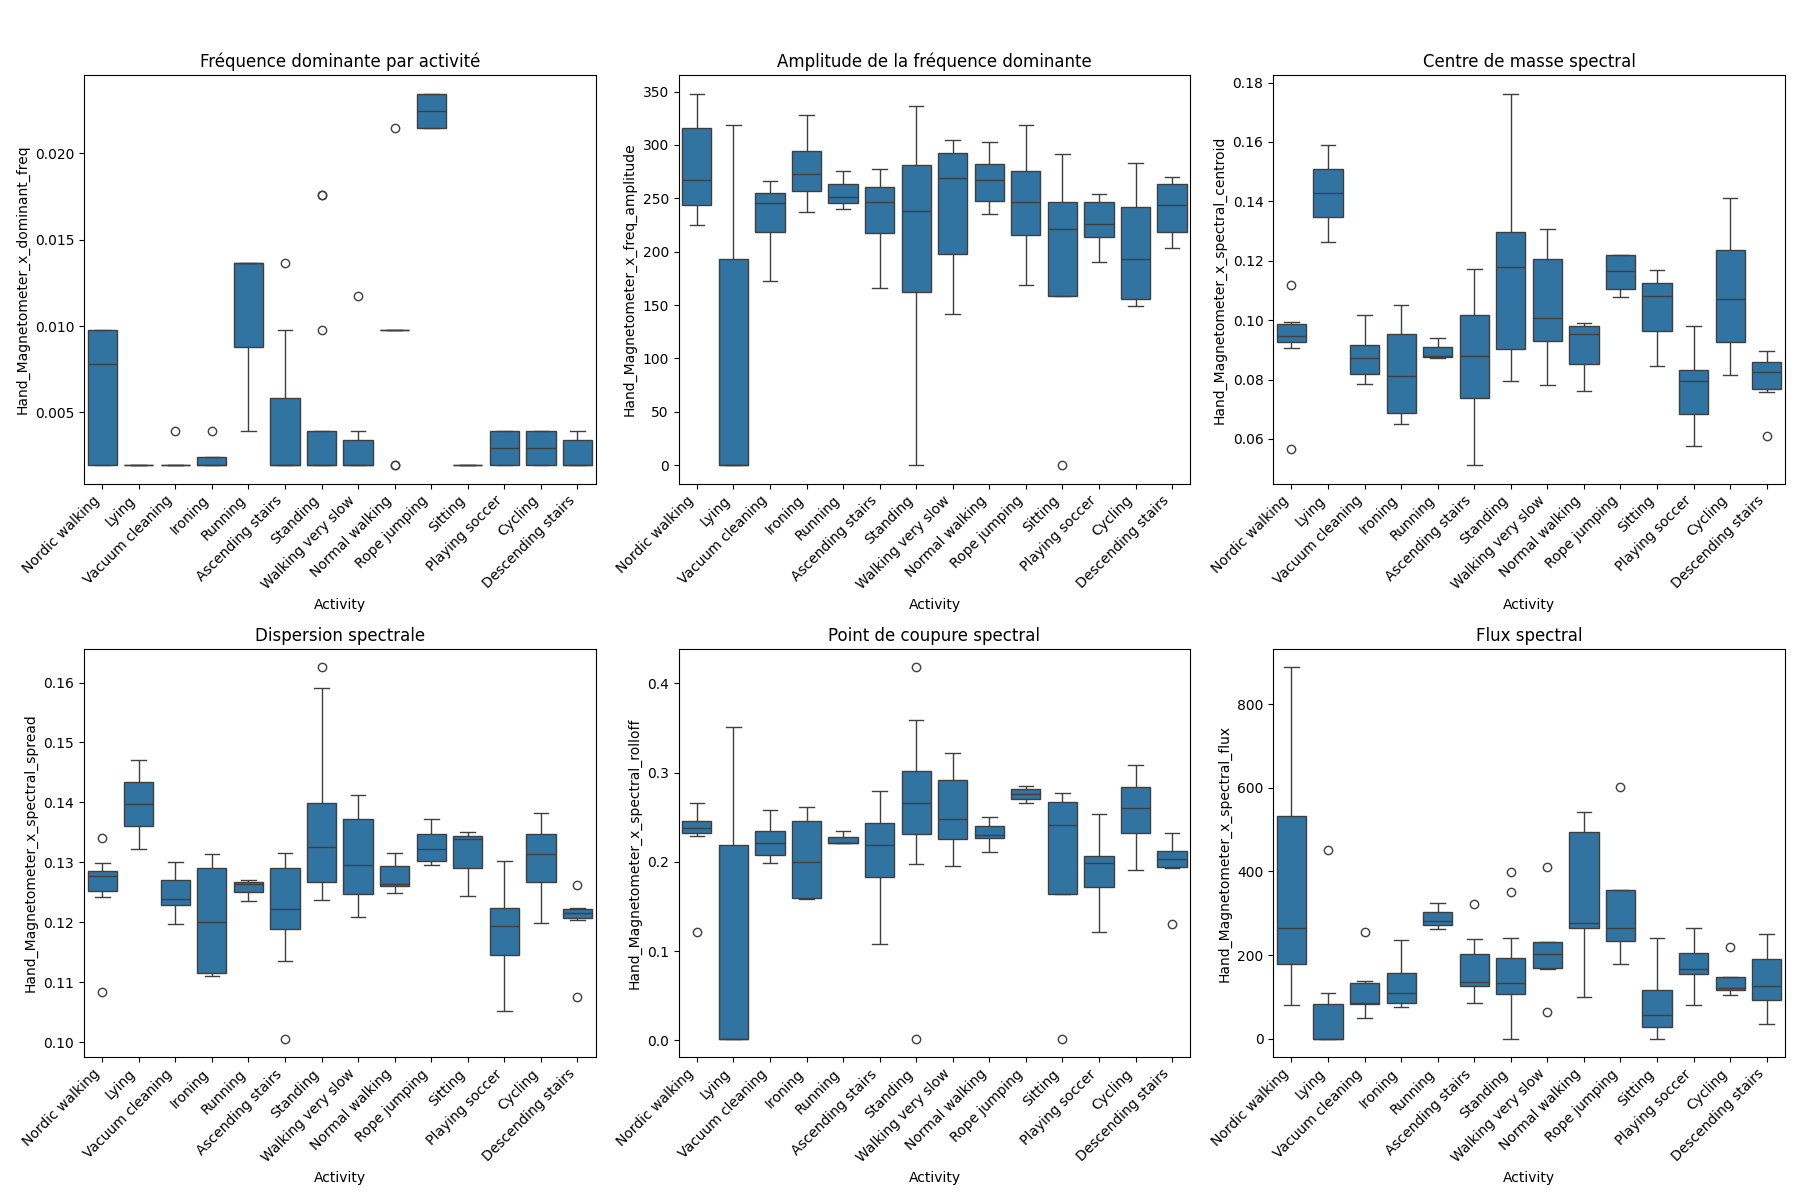 Fréquence dominante par activité
Hand_Magnetometer_x_dominant_freq
0.020
0.015
0.010
0.005
Nordic walking
Lying
Vacuum cleaning
Ironing
Running
Ascending stairs
Standing
Walking very slow
Normal walking
Rope jumping
Sitting
Playing soccer
Cycling
Descending stairs
Activity
Amplitude de la fréquence dominante
Hand_Magnetometer_x_freq_amplitude
350
300
250
200
150
100
50
0
Nordic walking
Lying
Vacuum cleaning
Ironing
Running
Ascending stairs
Standing
Walking very slow
Normal walking
Rope jumping
Sitting
Playing soccer
Cycling
Descending stairs
Activity
Centre de masse spectral
Hand_Magnetometer_x_spectral_centroid
0.18
0.16
0.14
0.12
0.10
0.08
0.06
Nordic walking
Lying
Vacuum cleaning
Ironing
Running
Ascending stairs
Standing
Walking very slow
Normal walking
Rope jumping
Sitting
Playing soccer
Cycling
Descending stairs
Activity
Dispersion spectrale
Hand_Magnetometer_x_spectral_spread
0.16
0.15
0.14
0.13
0.12
0.11
0.10
Nordic walking
Lying
Vacuum cleaning
Ironing
Running
Ascending stairs
Standing
Walking very slow
Normal walking
Rope jumping
Sitting
Playing soccer
Cycling
Descending stairs
Activity
Point de coupure spectral
Hand_Magnetometer_x_spectral_rolloff
0.4
0.3
0.2
0.1
0.0
Nordic walking
Lying
Vacuum cleaning
Ironing
Running
Ascending stairs
Standing
Walking very slow
Normal walking
Rope jumping
Sitting
Playing soccer
Cycling
Descending stairs
Activity
Flux spectral
Hand_Magnetometer_x_spectral_flux
800
600
400
200
0
Nordic walking
Lying
Vacuum cleaning
Ironing
Running
Ascending stairs
Standing
Walking very slow
Normal walking
Rope jumping
Sitting
Playing soccer
Cycling
Descending stairs
Activity